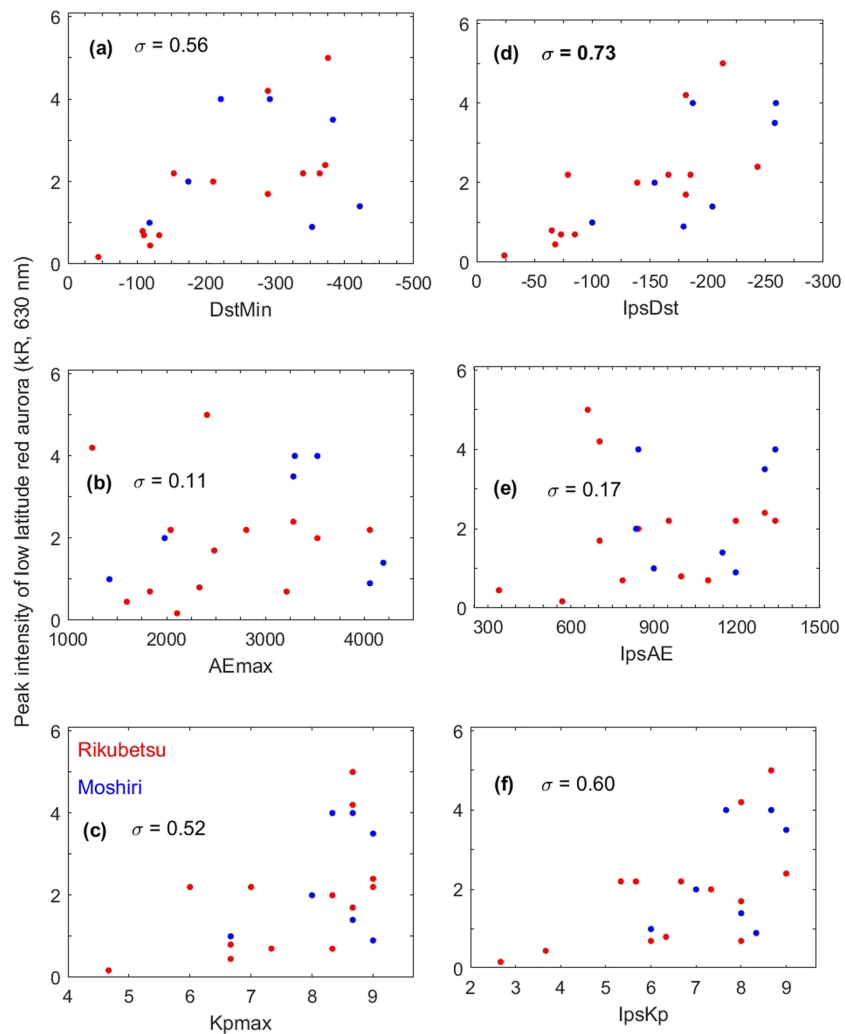 Peak intensity of low latitude red aurora (kR, 630 nm)
(a) σ = 0.56
6
4
2
0
0 -100 -200 -300 -400 -500
DstMin
(d) σ = 0.73
6
4
2
0
0 -50 -100 -150 -200 -250 -300
IpsDst
(b) σ = 0.11
6
4
2
0
1000 2000 3000 4000
AEmax
(e) σ = 0.17
6
4
2
0
300 600 900 1200 1500
IpsAE
Rikubetsu
Moshiri
(c) σ = 0.52
6
4
2
0
4 5 6 7 8 9
Kpmax
(f) σ = 0.60
6
4
2
0
2 3 4 5 6 7 8 9
IpsKp